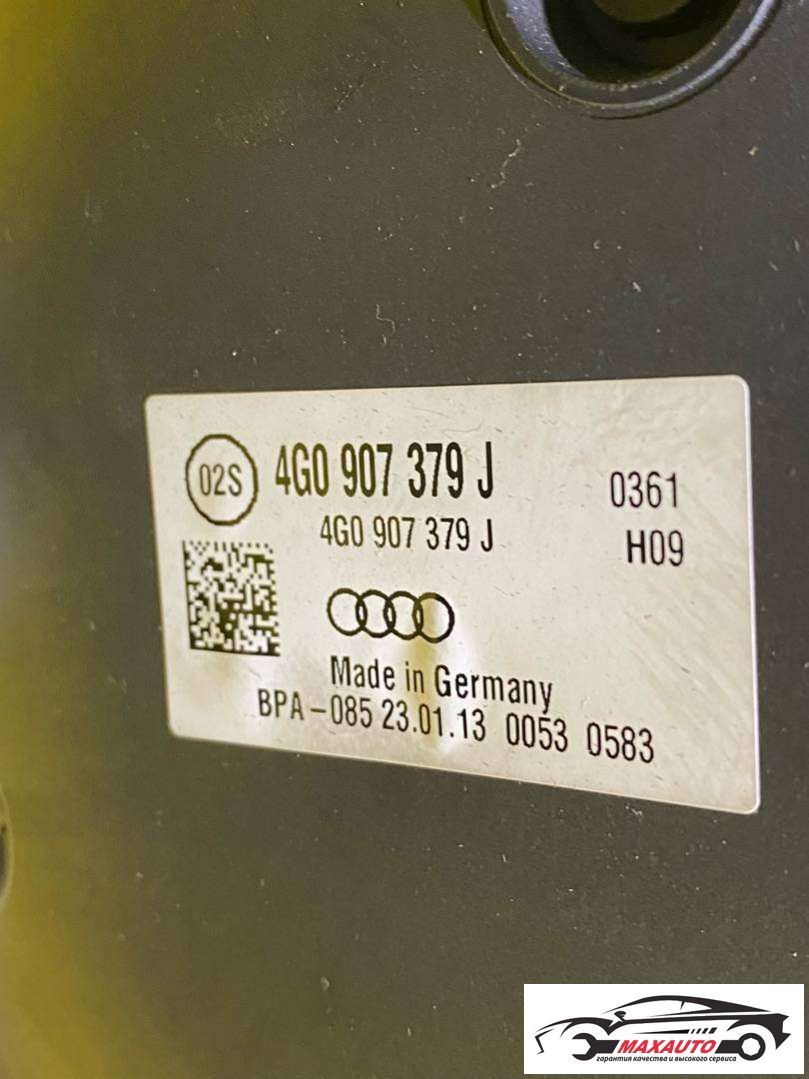 02S 4G0 907 379 J 0361
4G0 907 379 J H09
Made in Germany
BPA-085 23.01.13 0053 0583
MAXAUTO
гарантия качества и высокого сервиса